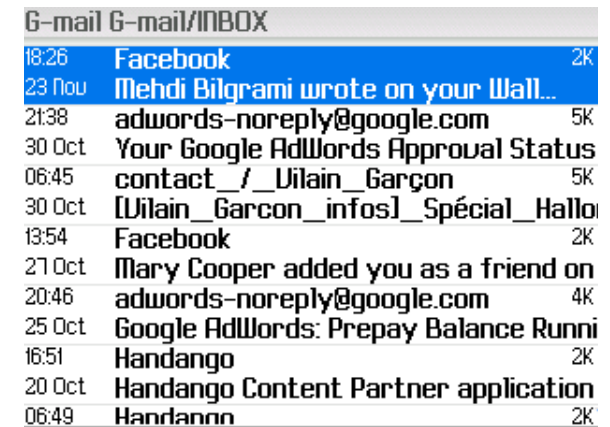 G-mail G-mail/INBOX
18:26 Facebook 2K
23 Nov Mehdi Bilgrami wrote on your Wall...
21:38 adwords-noreply@google.com 5K
30 Oct Your Google AdWords Approval Status
06:45 contact_/_Vilain_Garçon 5K
30 Oct [Vilain_Garcon_infos]_Spécial_Hallo
13:54 Facebook 2K
27 Oct Mary Cooper added you as a friend on
20:46 adwords-noreply@google.com 4K
25 Oct Google AdWords: Prepay Balance Runni
16:51 Handango 2K
20 Oct Handango Content Partner application
06:49 Handango 2K